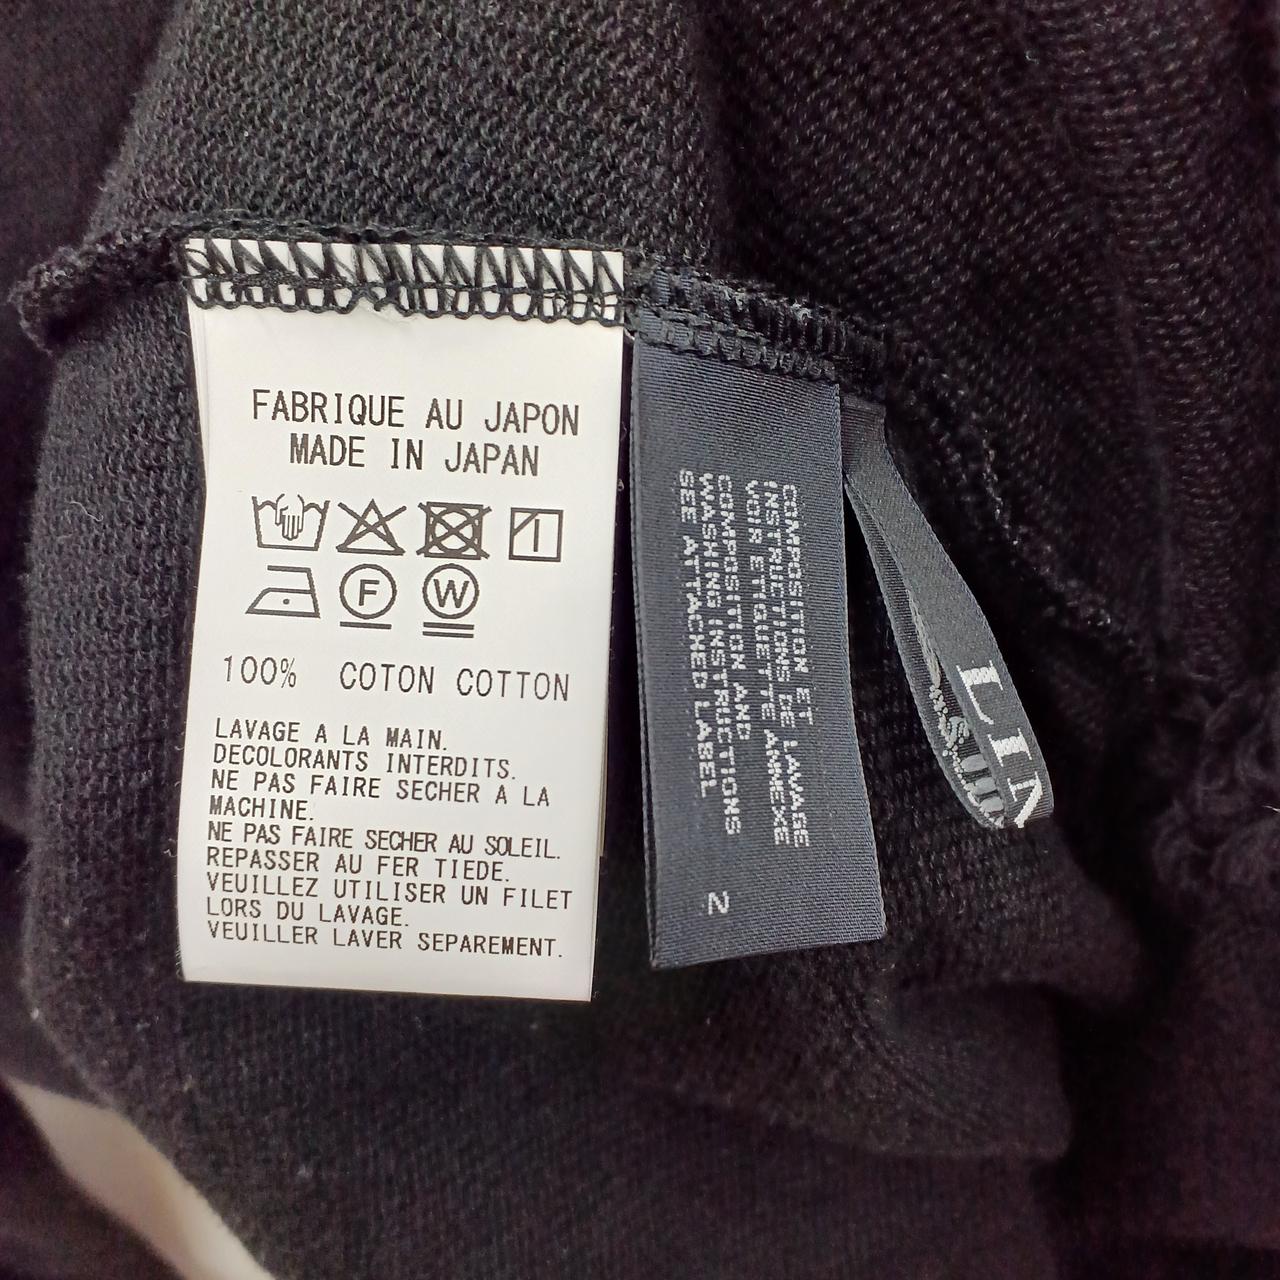 FABRIQUE AU JAPON
MADE IN JAPAN
F
W
100% COTON COTTON
LAVAGE A LA MAIN.
DECOLORANTS INTERDITS.
NE PAS FAIRE SECHER A LA
MACHINE.
NE PAS FAIRE SECHER AU SOLEIL.
REPASSER AU FER TIEDE.
VEUILLEZ UTILISER UN FILET
LORS DU LAVAGE.
VEUILLER LAVER SEPAREMENT.
COMPOSITION ET
INSTRUCTIONS DE LAVAGE
VOIR ETIQUETTE ANNEXE
COMPOSITION AND
WASHING INSTRUCTIONS
SEE ATTACHED LABEL
2
LIN